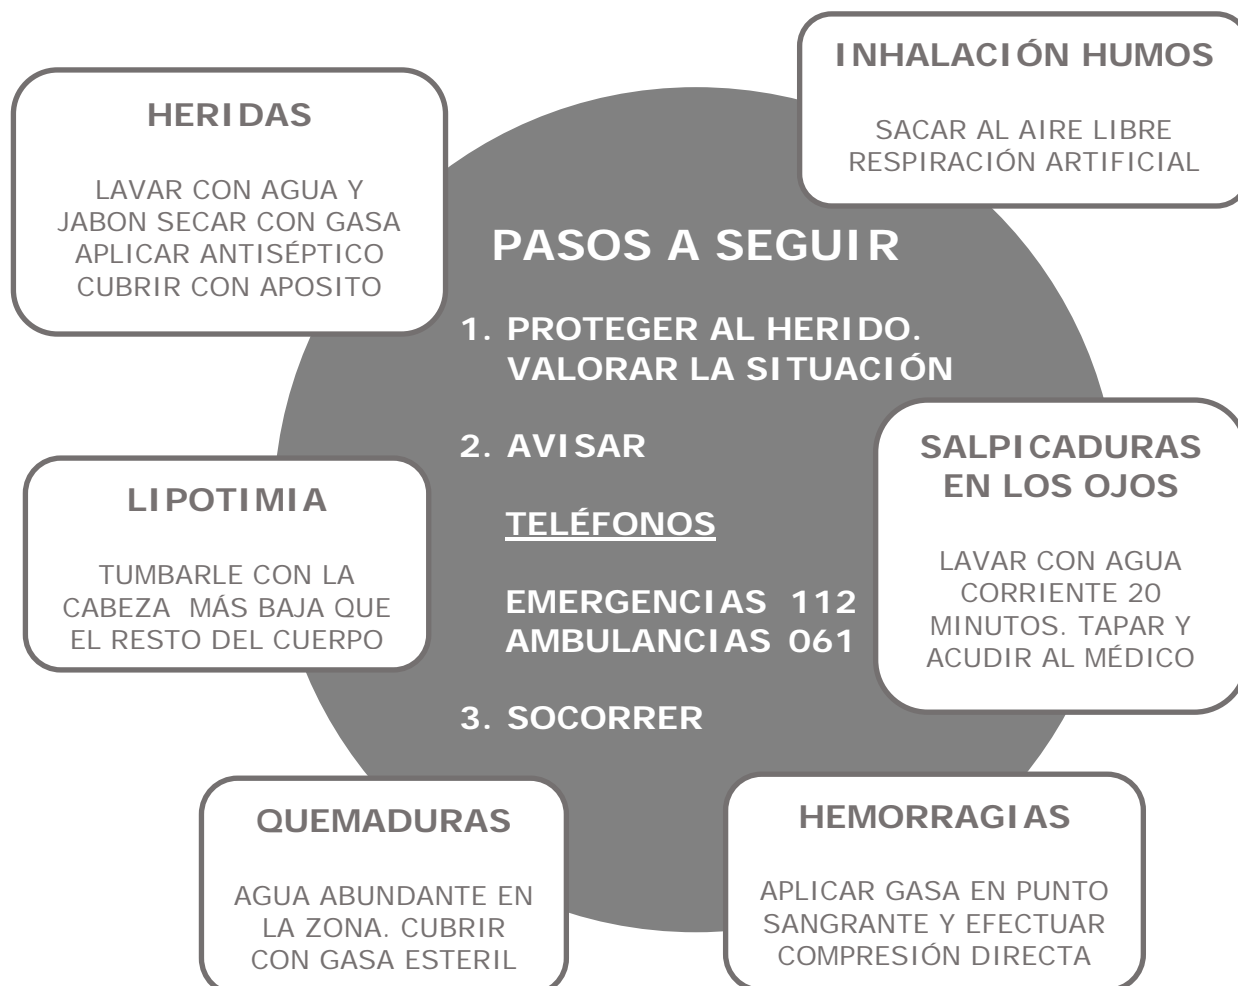 INHALACIÓN HUMOS
SACAR AL AIRE LIBRE
RESPIRACIÓN ARTIFICIAL
HERIDAS
LAVAR CON AGUA Y
JABON SECAR CON GASA
APLICAR ANTISÉPTICO
CUBRIR CON APOSITO
PASOS A SEGUIR
1. PROTEGER AL HERIDO.
VALORAR LA SITUACIÓN
2. AVISAR
TELÉFONOS
EMERGENCIAS 112
AMBULANCIAS 061
3. SOCORRER
SALPICADURAS
EN LOS OJOS
LAVAR CON AGUA
CORRIENTE 20
MINUTOS. TAPAR Y
ACUDIR AL MÉDICO
LIPOTIMIA
TUMBARLE CON LA
CABEZA MÁS BAJA QUE
EL RESTO DEL CUERPO
QUEMADURAS
AGUA ABUNDANTE EN
LA ZONA. CUBRIR
CON GASA ESTERIL
HEMORRAGIAS
APLICAR GASA EN PUNTO
SANGRANTE Y EFECTUAR
COMPRESIÓN DIRECTA